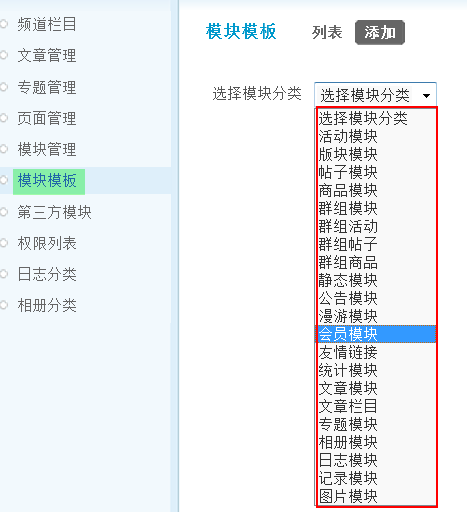 频道栏目
文章管理
专题管理
页面管理
模块管理
模块模板
第三方模块
权限列表
日志分类
相册分类
模块模板 列表 添加
选择模块分类 选择模块分类
选择模块分类
活动模块
版块模块
帖子模块
商品模块
群组模块
群组活动
群组帖子
群组商品
静态模块
公告模块
漫游模块
会员模块
友情链接
统计模块
文章模块
文章栏目
专题模块
相册模块
日志模块
记录模块
图片模块